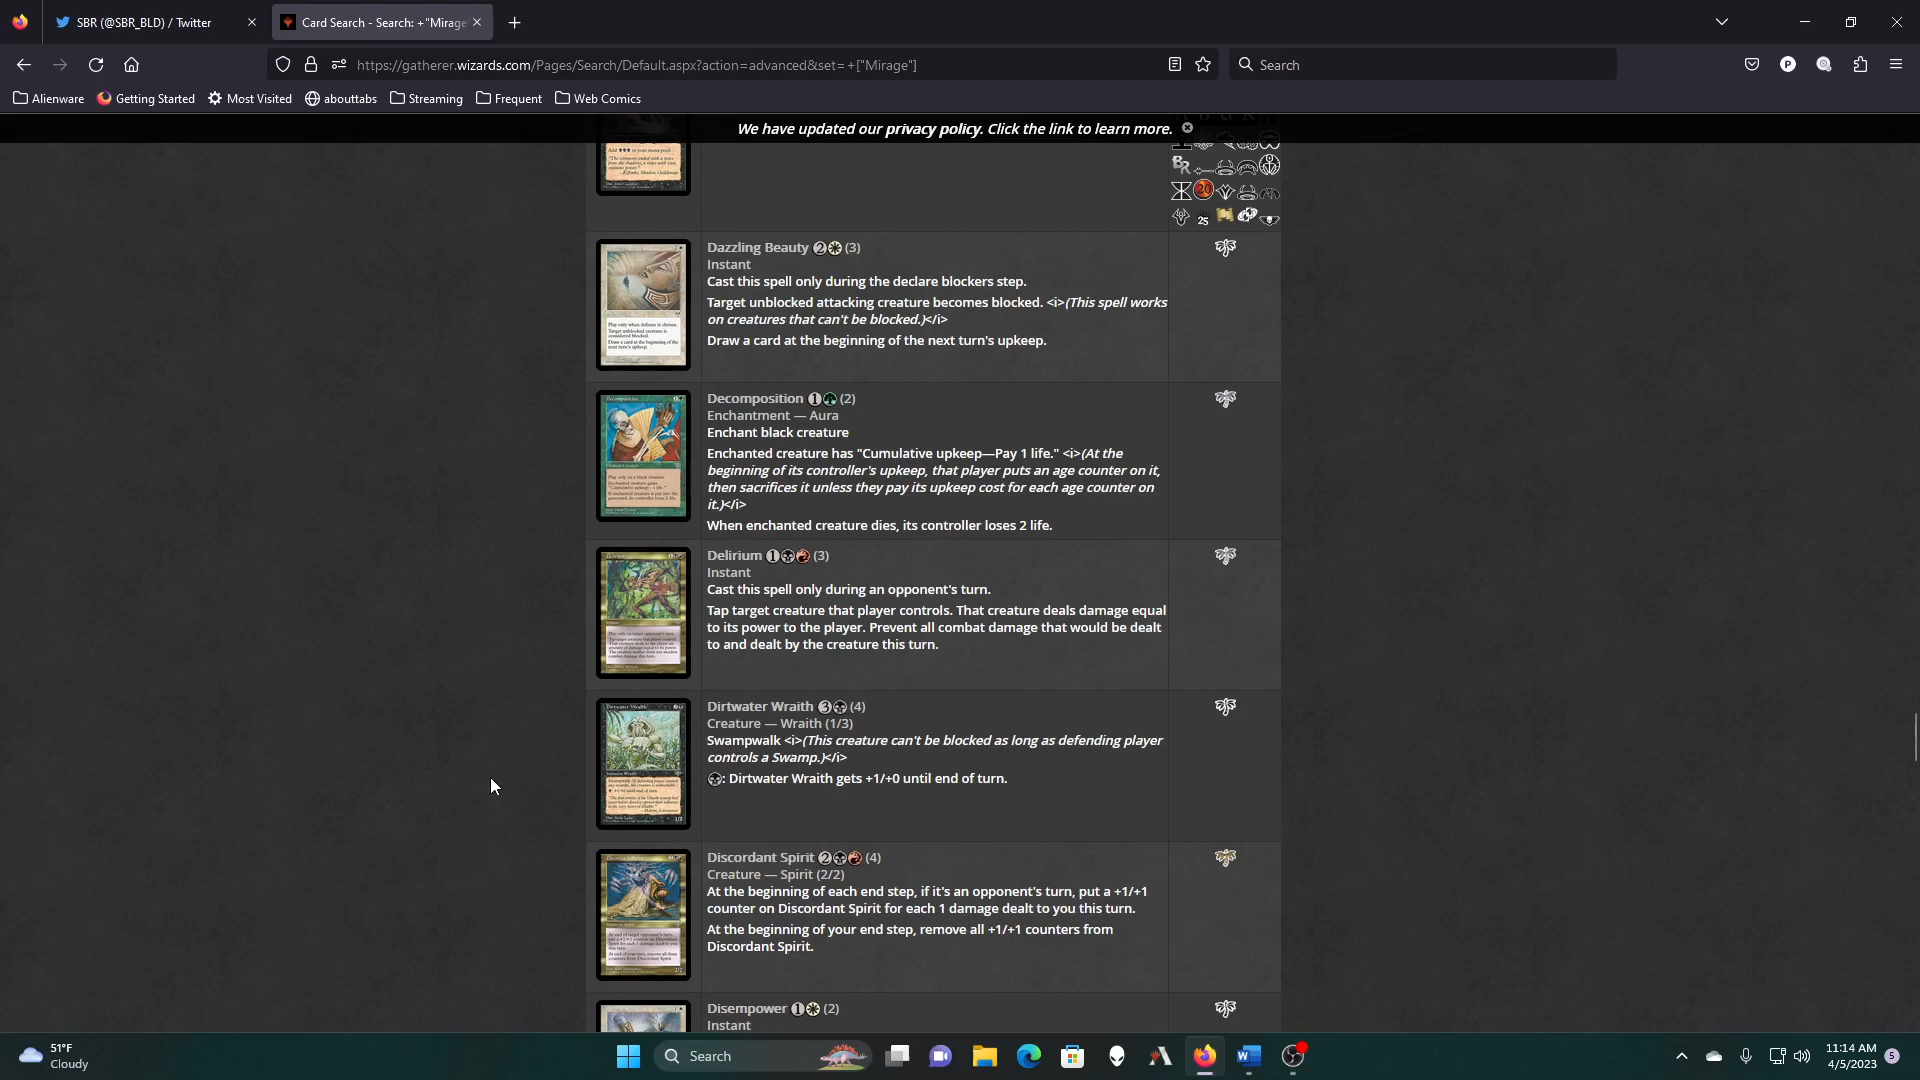 SBR (@SBR_BLD) / Twitter
Card Search - Search: +"Mirage
https://gatherer.wizards.com/Pages/Search/Default.aspx?action=advanced&set=+["Mirage"]
Search
Alienware
Getting Started
Most Visited
abouttabs
Streaming
Frequent
Web Comics
We have updated our privacy policy. Click the link to learn more.
BR
20
25
Dazzling Beauty 2 (3)
Instant
Cast this spell only during the declare blockers step.
Target unblocked attacking creature becomes blocked. <i>(This spell works
on creatures that can't be blocked.)</i>
Draw a card at the beginning of the next turn's upkeep.
Decomposition 1 (2)
Enchantment — Aura
Enchant black creature
Enchanted creature has "Cumulative upkeep—Pay 1 life." <i>(At the
beginning of its controller's upkeep, that player puts an age counter on it,
then sacrifices it unless they pay its upkeep cost for each age counter on
it.)</i>
When enchanted creature dies, its controller loses 2 life.
Delirium 1 (3)
Instant
Cast this spell only during an opponent's turn.
Tap target creature that player controls. That creature deals damage equal
to its power to the player. Prevent all combat damage that would be dealt
to and dealt by the creature this turn.
Dirtwater Wraith 3 (4)
Creature — Wraith (1/3)
Swampwalk <i>(This creature can't be blocked as long as defending player
controls a Swamp.)</i>
: Dirtwater Wraith gets +1/+0 until end of turn.
Discordant Spirit 2 (4)
Creature — Spirit (2/2)
At the beginning of each end step, if it's an opponent's turn, put a +1/+1
counter on Discordant Spirit for each 1 damage dealt to you this turn.
At the beginning of your end step, remove all +1/+1 counters from
Discordant Spirit.
Disempower 1 (2)
Instant
51°F
Cloudy
Search
11:14 AM
4/5/2023
5